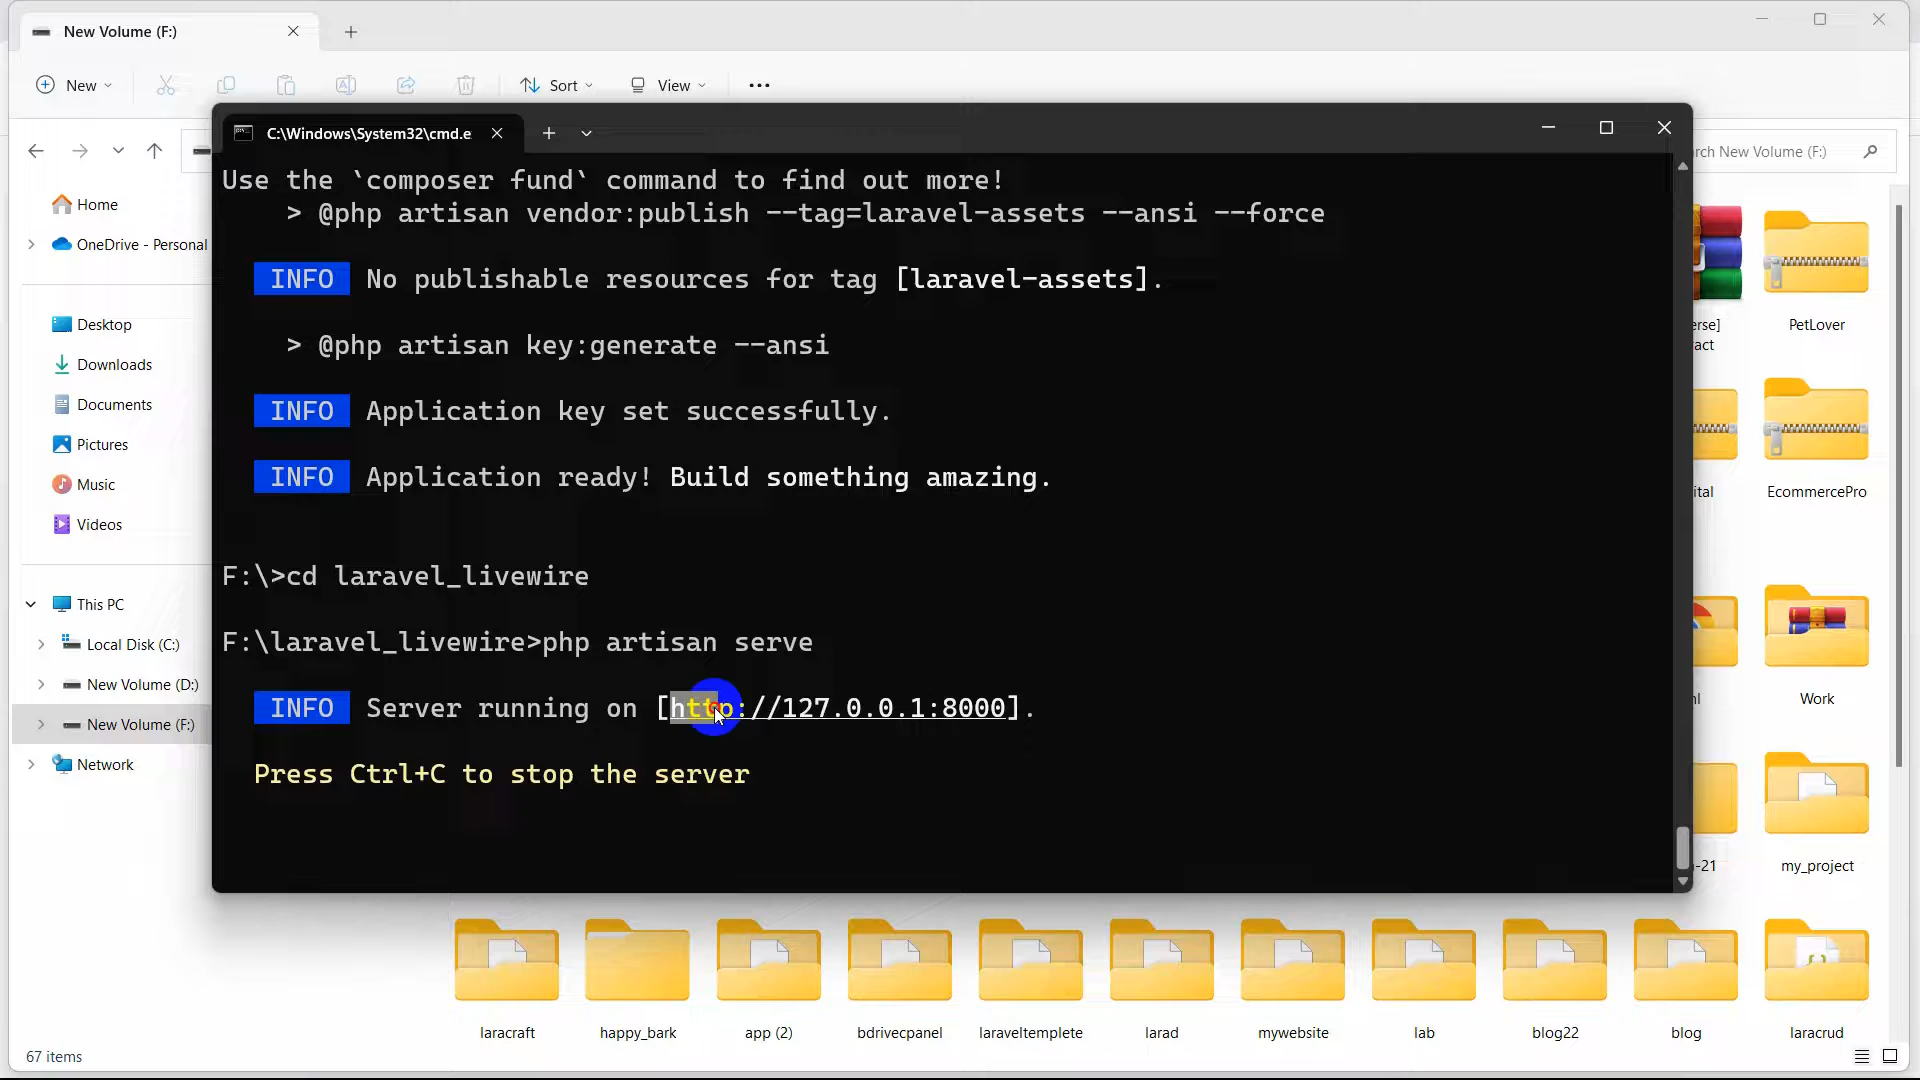 New Volume (F:)
New
Sort
View
C:\Windows\System32\cmd.e
rch New Volume (F:)
Use the `composer fund` command to find out more!
> @php artisan vendor:publish --tag=laravel-assets --ansi --force
INFO No publishable resources for tag [laravel-assets].
> @php artisan key:generate --ansi
INFO Application key set successfully.
INFO Application ready! Build something amazing.
F:\>cd laravel_livewire
F:\laravel_livewire>php artisan serve
INFO Server running on [http://127.0.0.1:8000].
Press Ctrl+C to stop the server
Home
OneDrive - Personal
Desktop
Downloads
Documents
Pictures
Music
Videos
This PC
Local Disk (C:)
New Volume (D:)
New Volume (F:)
Network
erse]
ract
PetLover
ital
EcommercePro
nl
Work
-21
my_project
laracraft
happy_bark
app (2)
bdrivecpanel
laraveltemplete
larad
mywebsite
lab
blog22
blog
laracrud
67 items